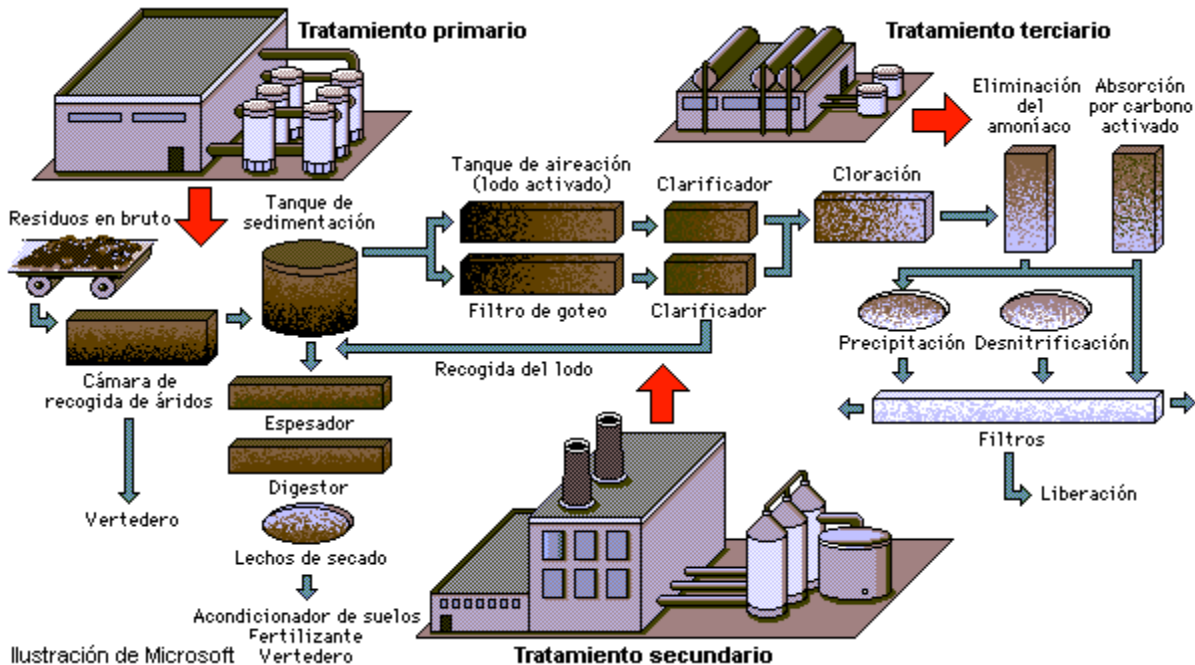 Tratamiento primario
Tratamiento terciario
Eliminación
del
amoníaco
Absorción
por carbono
activado
Residuos en bruto
Tanque de
sedimentación
Tanque de aireación
(lodo activado)
Clarificador
Cloración
Filtro de goteo
Clarificador
Cámara de
recogida de áridos
Recogida del lodo
Precipitación
Desnitrificación
Espesador
Filtros
Digestor
Liberación
Vertedero
Lechos de secado
Acondicionador de suelos
Fertilizante
Vertedero
Ilustración de Microsoft
Tratamiento secundario